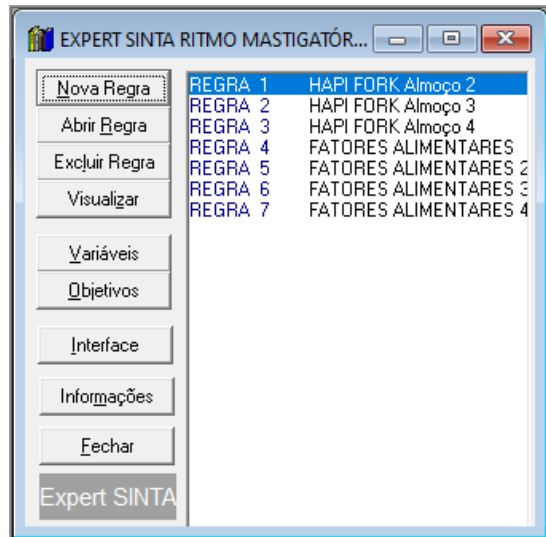 EXPERT SINTA RITMO MASTIGATÓR...
Nova Regra
Abrir Regra
Excluir Regra
Visualizar
Variáveis
Objetivos
Interface
Informações
Fechar
Expert SINTA
REGRA 1 HAPI FORK Almoço 2
REGRA 2 HAPI FORK Almoço 3
REGRA 3 HAPI FORK Almoço 4
REGRA 4 FATORES ALIMENTARES
REGRA 5 FATORES ALIMENTARES 2
REGRA 6 FATORES ALIMENTARES 3
REGRA 7 FATORES ALIMENTARES 4